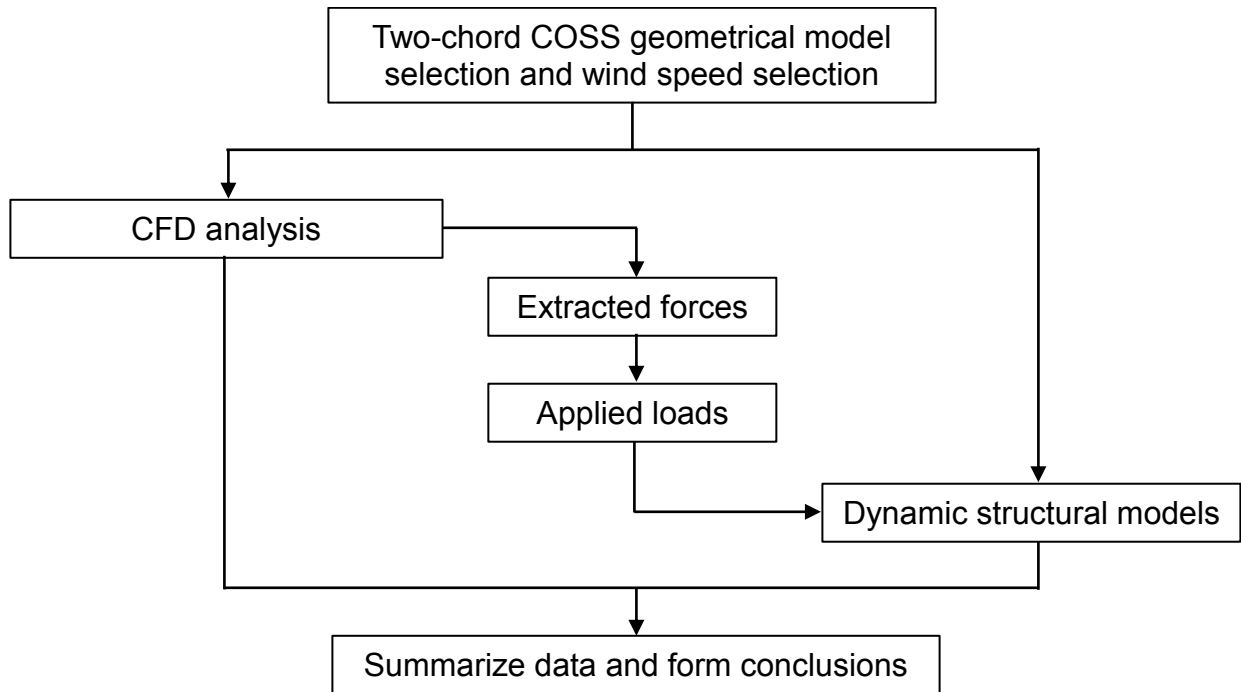 Two-chord COSS geometrical model
selection and wind speed selection
CFD analysis
Extracted forces
Applied loads
Dynamic structural models
Summarize data and form conclusions